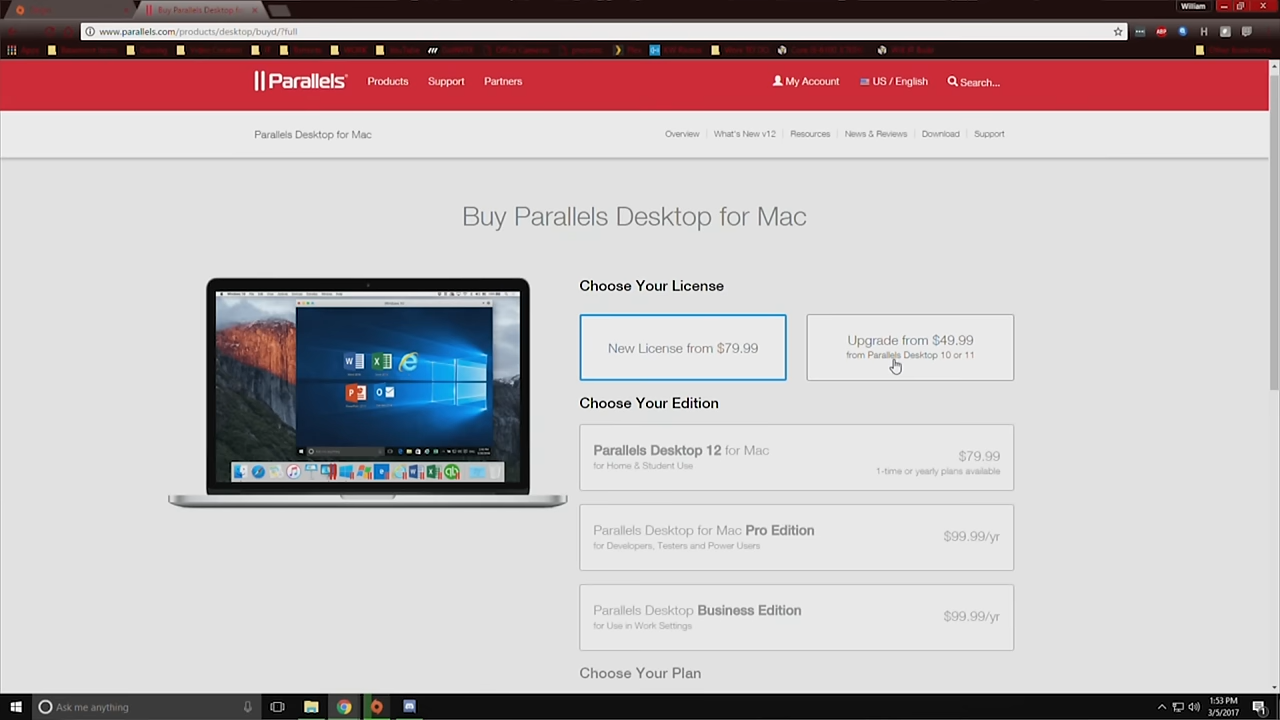 William
Parallels Desktop fo
www.parallels.com/products/desktop/buyd/?full
Parallels
Products
Support
Partners
My Account
US / English
Search...
Parallels Desktop for Mac
Overview
What's New v12
Resources
News & Reviews
Download
Support
Buy Parallels Desktop for Mac
Choose Your License
New License from $79.99
Upgrade from $49.99
from Parallels Desktop 10 or 11
Choose Your Edition
Parallels Desktop 12 for Mac
for Home & Student Use
$79.99
1-time or yearly plans available
Parallels Desktop for Mac Pro Edition
for Developers, Testers and Power Users
$99.99/yr
Parallels Desktop Business Edition
for Use in Work Settings
$99.99/yr
Choose Your Plan
Ask me anything
1:53 PM
3/5/2017